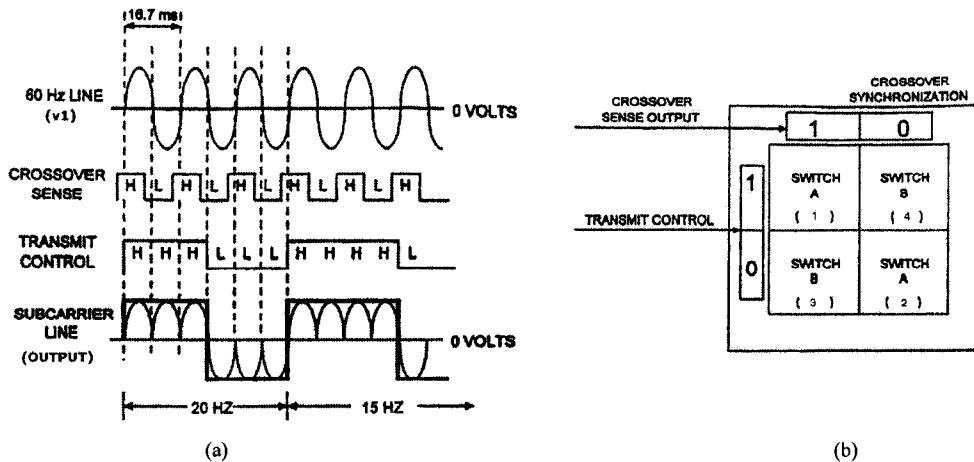 16.7 ms
60 Hz LINE
(v1)
0 VOLTS
CROSSOVER
SENSE
H L H L H L H L H L H
TRANSMIT
CONTROL
H H H L L L H H H H L
SUBCARRIER
LINE
(OUTPUT)
0 VOLTS
20 HZ
15 HZ
(a)
CROSSOVER
SYNCHRONIZATION
CROSSOVER
SENSE OUTPUT
1 0
TRANSMIT CONTROL
1
0
SWITCH
A
( 1 )
SWITCH
B
( 4 )
SWITCH
B
( 3 )
SWITCH
A
( 2 )
(b)